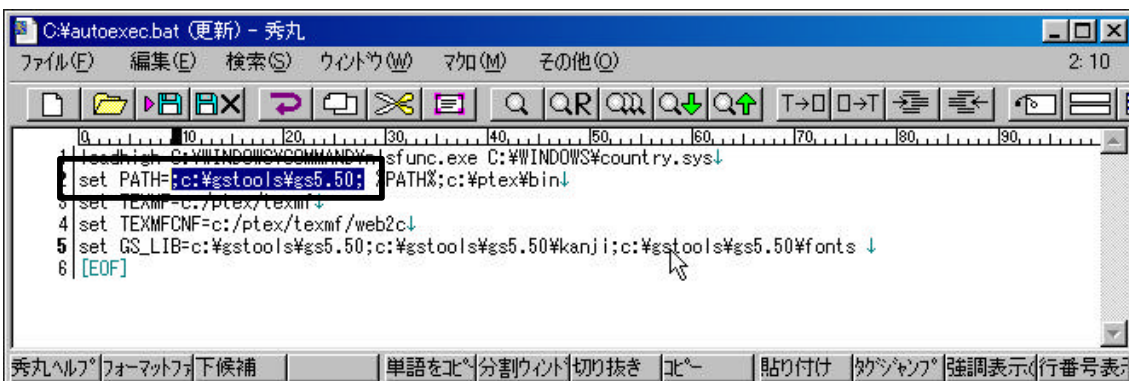 C:¥autoexec.bat (更新) - 秀丸
ファイル(F) 編集(E) 検索(S) ウィンドウ(W) マクロ(M) その他(O) 2: 10
R T→ →T
0 10 20 30 40 50 60 70 80 90
1 loadhigh C:¥WINDOWS¥COMMAND¥nlsfunc.exe C:¥WINDOWS¥country.sys↓
2 set PATH=;c:¥gstools¥gs5.50; %PATH%;c:¥ptex¥bin↓
3 set TEXMF=c:/ptex/texmf↓
4 set TEXMFCNF=c:/ptex/texmf/web2c↓
5 set GS_LIB=c:¥gstools¥gs5.50;c:¥gstools¥gs5.50¥kanji;c:¥gstools¥gs5.50¥fonts ↓
6 [EOF]
秀丸ヘルプ フォーマットファ 下候補 単語をコピ 分割ウィンド 切り抜き コピー 貼り付け タグジャンプ 強調表示の 行番号表示